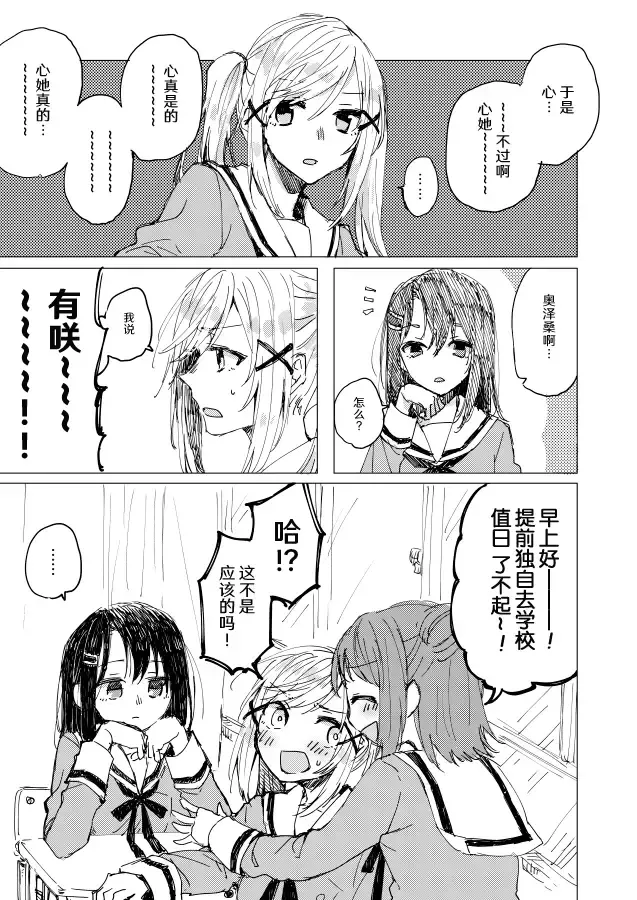 于是
心…
~~~不过啊
心她~~~~~~
……
心真是的
~~~~~~
~~~~~~~
心她真的…
奥泽桑啊…
怎么？
我说
有咲~~~
~~~~~!!
早上好———！
提前独自去学校
值日 了不起~！
哈!?
这不是
应该的吗！
……